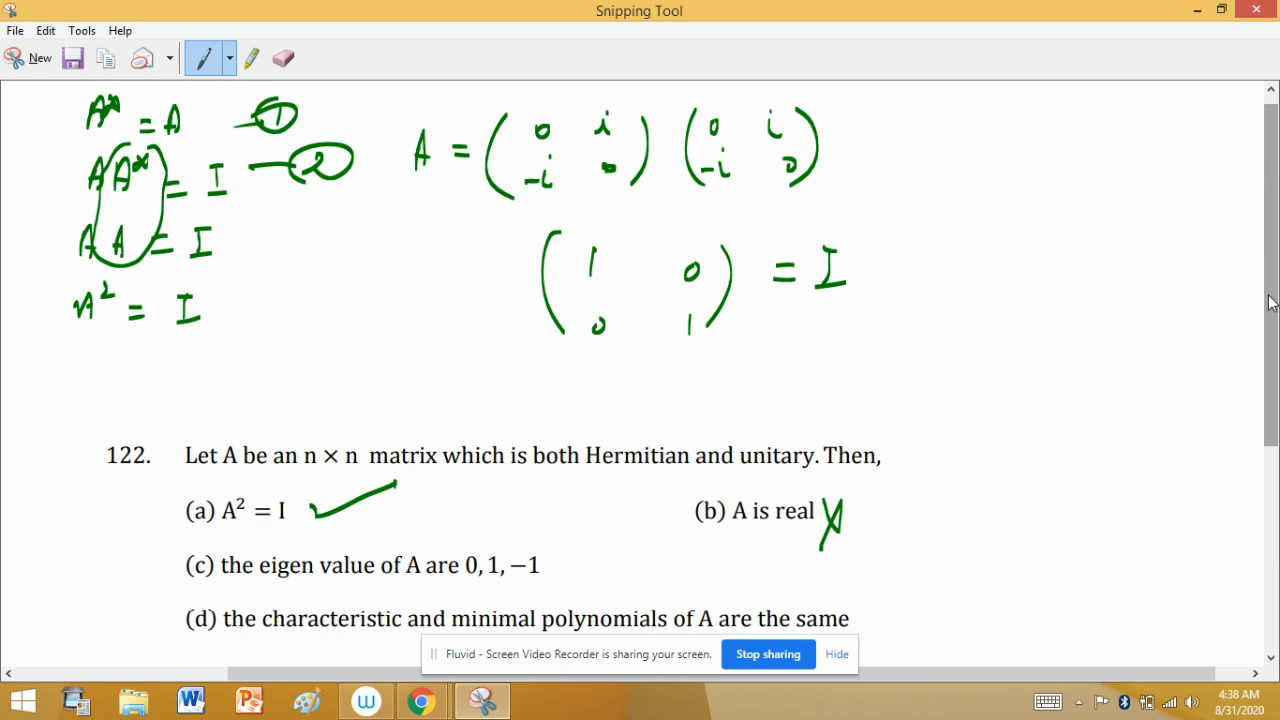 Snipping Tool
File Edit Tools Help
New
A* = A — ①
A A* = I — ②
A A = I
A² = I
A = ( 0 i ) ( 0 i )
( -i 0 ) ( -i 0 )
( 1 0 ) = I
( 0 1 )
122. Let A be an n × n matrix which is both Hermitian and unitary. Then,
(a) A² = I ✓ (b) A is real ✗
(c) the eigen value of A are 0, 1, −1
(d) the characteristic and minimal polynomials of A are the same
Fluvid - Screen Video Recorder is sharing your screen. Stop sharing Hide
4:38 AM
8/31/2020